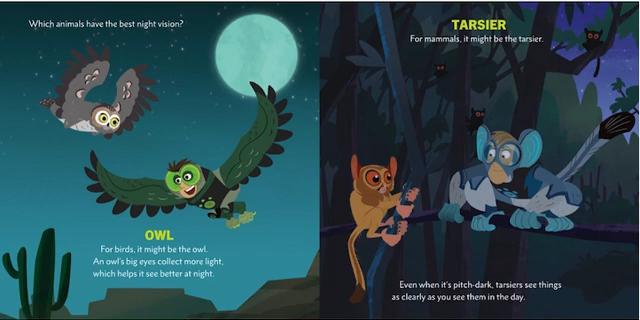 Which animals have the best night vision?
OWL
For birds, it might be the owl.
An owl's big eyes collect more light,
which helps it see better at night.
TARSIER
For mammals, it might be the tarsier.
Even when it's pitch-dark, tarsiers see things
as clearly as you see them in the day.